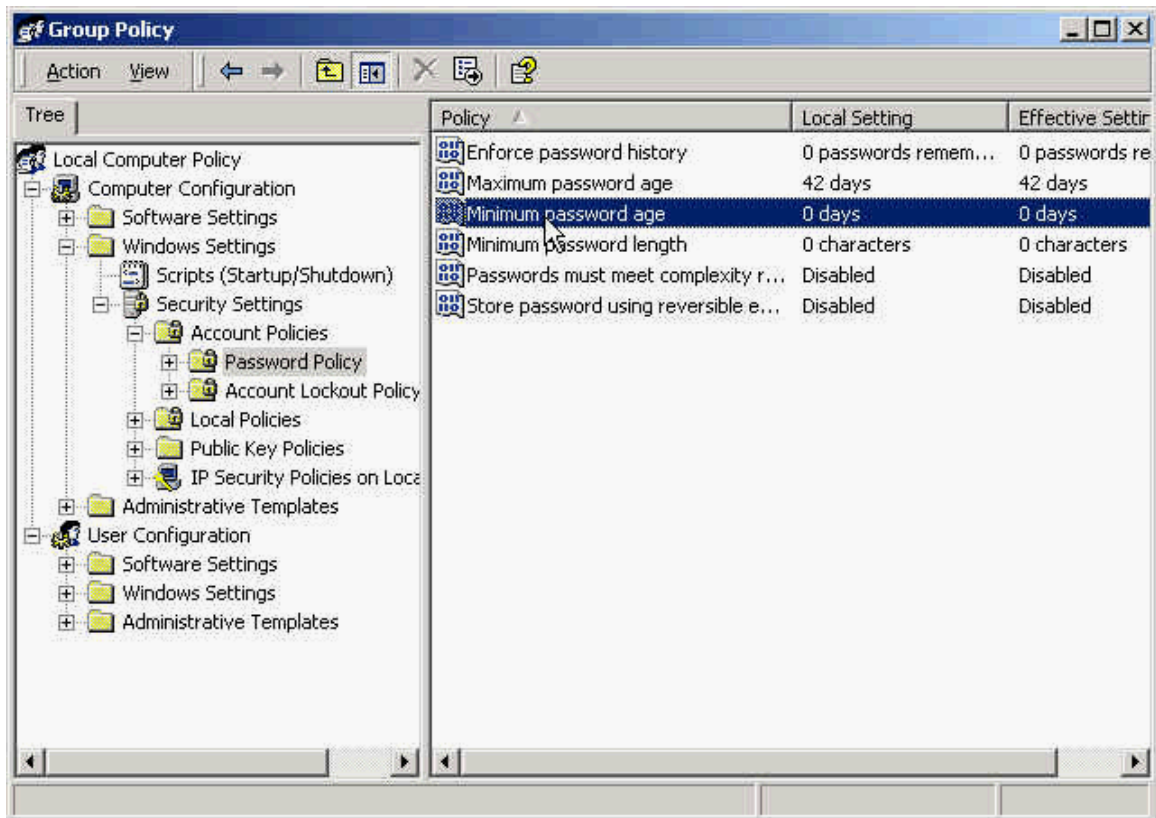 Group Policy
Action View
Tree
Local Computer Policy
Computer Configuration
Software Settings
Windows Settings
Scripts (Startup/Shutdown)
Security Settings
Account Policies
Password Policy
Account Lockout Policy
Local Policies
Public Key Policies
IP Security Policies on Loca
Administrative Templates
User Configuration
Software Settings
Windows Settings
Administrative Templates
Policy Local Setting Effective Settin
Enforce password history 0 passwords remem... 0 passwords re
Maximum password age 42 days 42 days
Minimum password age 0 days 0 days
Minimum password length 0 characters 0 characters
Passwords must meet complexity r... Disabled Disabled
Store password using reversible e... Disabled Disabled